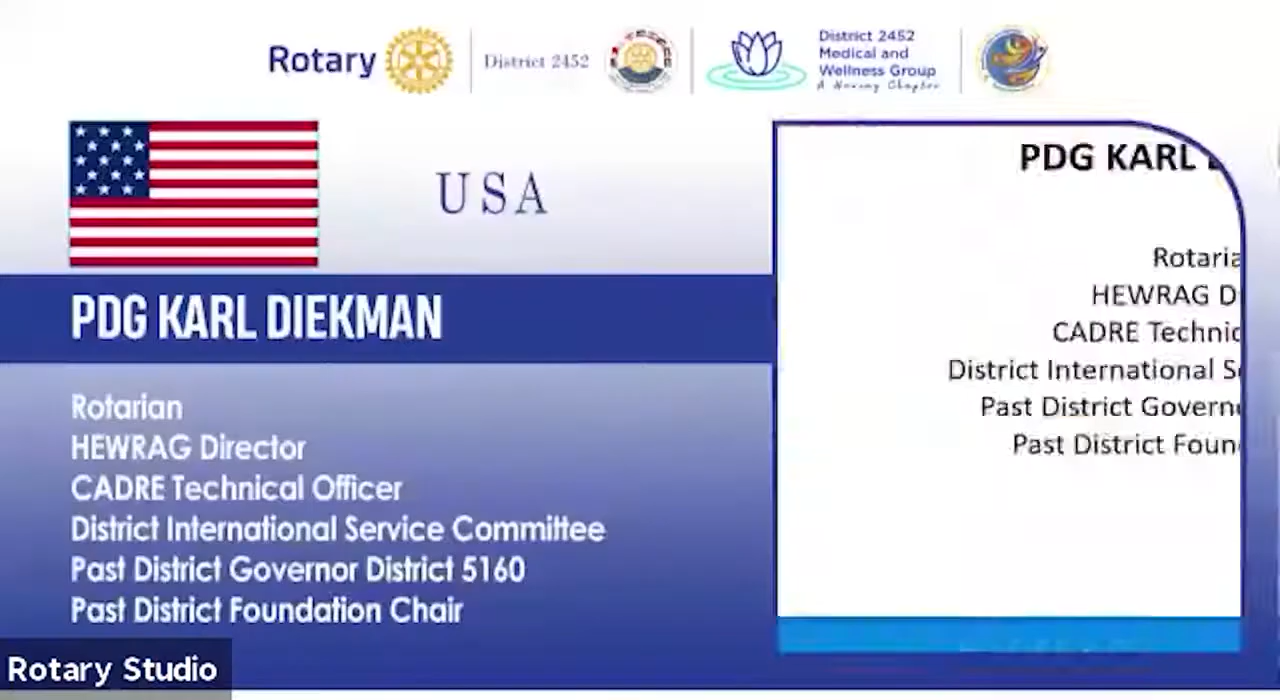 Rotary
District 2452
District 2452
Medical and
Wellness Group
USA
PDG KARL DIEKMAN
Rotarian
HEWRAG Director
CADRE Technical Officer
District International Service Committee
Past District Governor District 5160
Past District Foundation Chair
PDG KARL
Rotaria
HEWRAG D
CADRE Technic
District International S
Past District Govern
Past District Foun
Rotary Studio